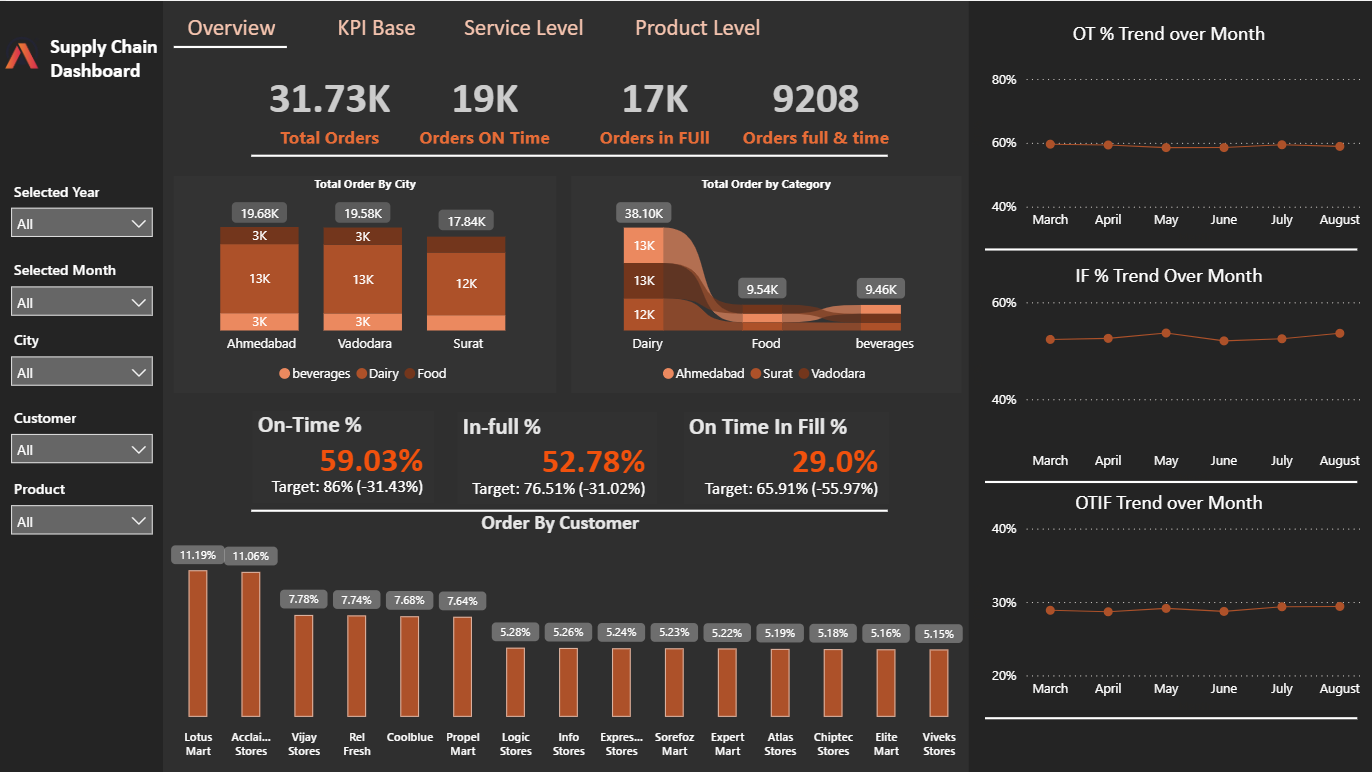 Supply Chain
Dashboard
Overview
KPI Base
Service Level
Product Level
31.73K
19K
17K
9208
Total Orders
Orders ON Time
Orders in FUll
Orders full & time
Selected Year
All
Selected Month
All
City
All
Customer
All
Product
All
Total Order By City
19.68K
19.58K
17.84K
3K
3K
13K
13K
12K
3K
3K
Ahmedabad
Vadodara
Surat
beverages
Dairy
Food
Total Order by Category
38.10K
13K
13K
12K
9.54K
9.46K
Dairy
Food
beverages
Ahmedabad
Surat
Vadodara
On-Time %
59.03%
Target: 86% (-31.43%)
In-full %
52.78%
Target: 76.51% (-31.02%)
On Time In Fill %
29.0%
Target: 65.91% (-55.97%)
Order By Customer
11.19%
11.06%
7.78%
7.74%
7.68%
7.64%
5.28%
5.26%
5.24%
5.23%
5.22%
5.19%
5.18%
5.16%
5.15%
Lotus
Mart
Acclai...
Stores
Vijay
Stores
Rel
Fresh
Coolblue
Propel
Mart
Logic
Stores
Info
Stores
Expres...
Stores
Sorefoz
Mart
Expert
Mart
Atlas
Stores
Chiptec
Stores
Elite
Mart
Viveks
Stores
OT % Trend over Month
80%
60%
40%
March
April
May
June
July
August
IF % Trend Over Month
60%
40%
March
April
May
June
July
August
OTIF Trend over Month
40%
30%
20%
March
April
May
June
July
August